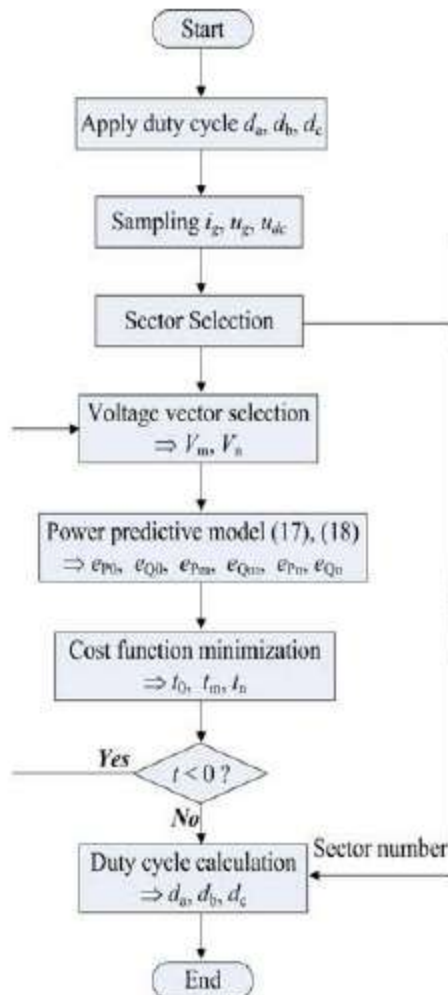 Start
Apply duty cycle d_a, d_b, d_c
Sampling i_g, u_g, u_dc
Sector Selection
Voltage vector selection
⇒ V_m, V_n
Power predictive model (17), (18)
⇒ e_P0, e_Q0, e_Pm, e_Qm, e_Pn, e_Qn
Cost function minimization
⇒ t_0, t_m, t_n
Yes
t < 0 ?
No
Sector number
Duty cycle calculation
⇒ d_a, d_b, d_c
End